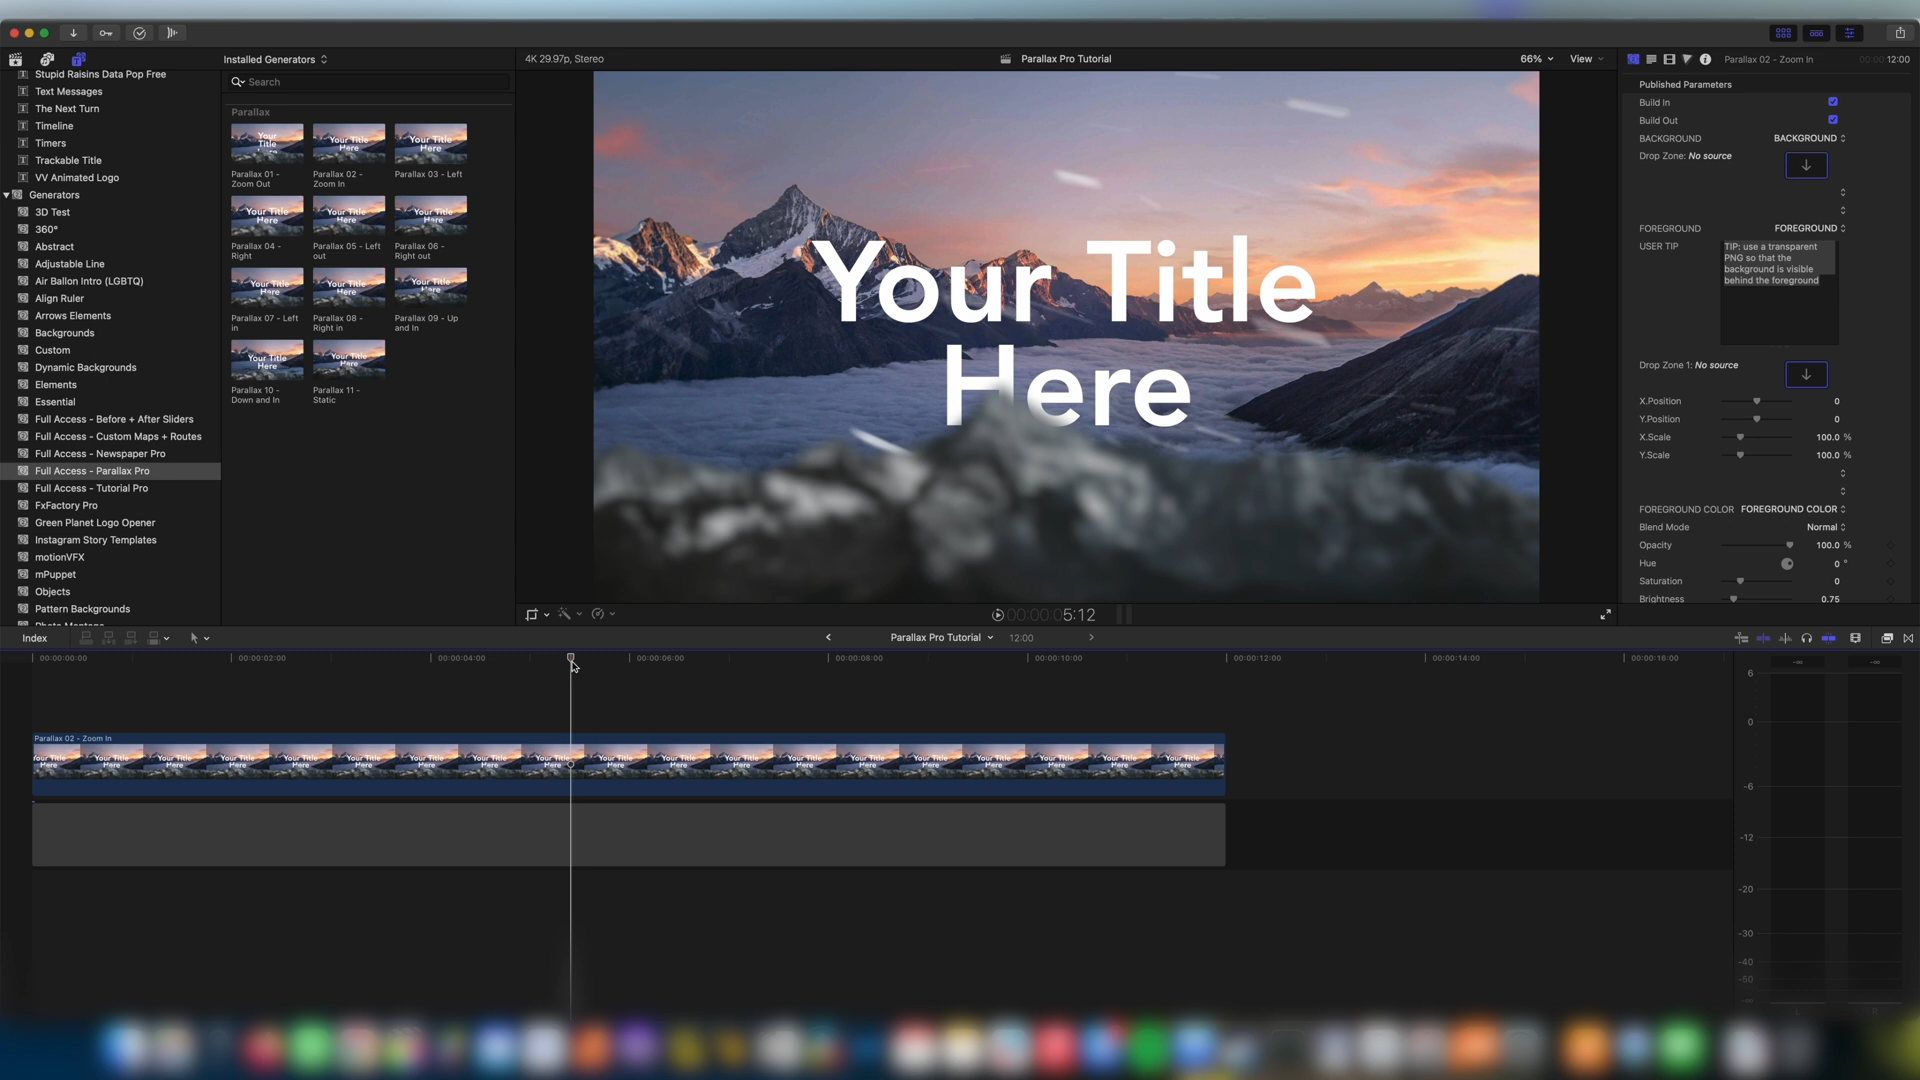 Installed Generators
4K 29.97p, Stereo
Parallax Pro Tutorial
66%
View
Parallax 02 - Zoom In
00:00:12:00
Stupid Raisins Data Pop Free
Text Messages
The Next Turn
Timeline
Timers
Trackable Title
VV Animated Logo
Generators
3D Test
360°
Abstract
Adjustable Line
Air Ballon Intro (LGBTQ)
Align Ruler
Arrows Elements
Backgrounds
Custom
Dynamic Backgrounds
Elements
Essential
Full Access - Before + After Sliders
Full Access - Custom Maps + Routes
Full Access - Newspaper Pro
Full Access - Parallax Pro
Full Access - Tutorial Pro
FxFactory Pro
Green Planet Logo Opener
Instagram Story Templates
motionVFX
mPuppet
Objects
Pattern Backgrounds
Search
Parallax
Parallax 01 -
Zoom Out
Parallax 02 -
Zoom In
Parallax 03 - Left
Parallax 04 -
Right
Parallax 05 - Left
out
Parallax 06 -
Right out
Parallax 07 - Left
in
Parallax 08 -
Right in
Parallax 09 - Up
and In
Parallax 10 -
Down and In
Parallax 11 -
Static
Your Title
Here
00:00:05:12
Published Parameters
Build In
Build Out
BACKGROUND
BACKGROUND
Drop Zone: No source
FOREGROUND
FOREGROUND
USER TIP
TIP: use a transparent
PNG so that the
background is visible
behind the foreground
Drop Zone 1: No source
X.Position
0
Y.Position
0
X.Scale
100.0 %
Y.Scale
100.0 %
FOREGROUND COLOR
FOREGROUND COLOR
Blend Mode
Normal
Opacity
100.0 %
Hue
0 °
Saturation
0
Brightness
0.75
Index
Parallax Pro Tutorial
12:00
00:00:00:00
00:00:02:00
00:00:04:00
00:00:06:00
00:00:08:00
00:00:10:00
00:00:12:00
00:00:14:00
00:00:16:00
Parallax 02 - Zoom In
6
0
-6
-12
-20
-30
-40
-50